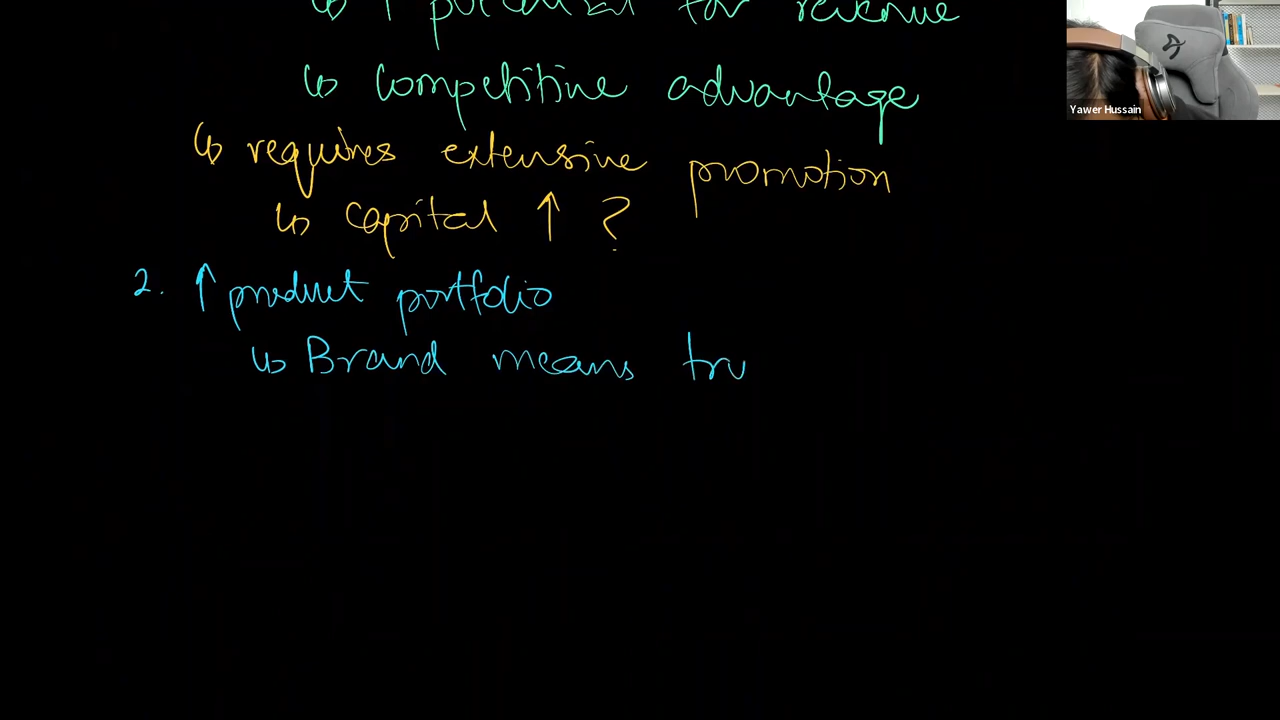 ↳ ↑ potential for revenue
↳ competitive advantage
Yawer Hussain
↳ requires extensive promotion
↳ capital ↑ ?
2. ↑ product portfolio
↳ Brand means tru